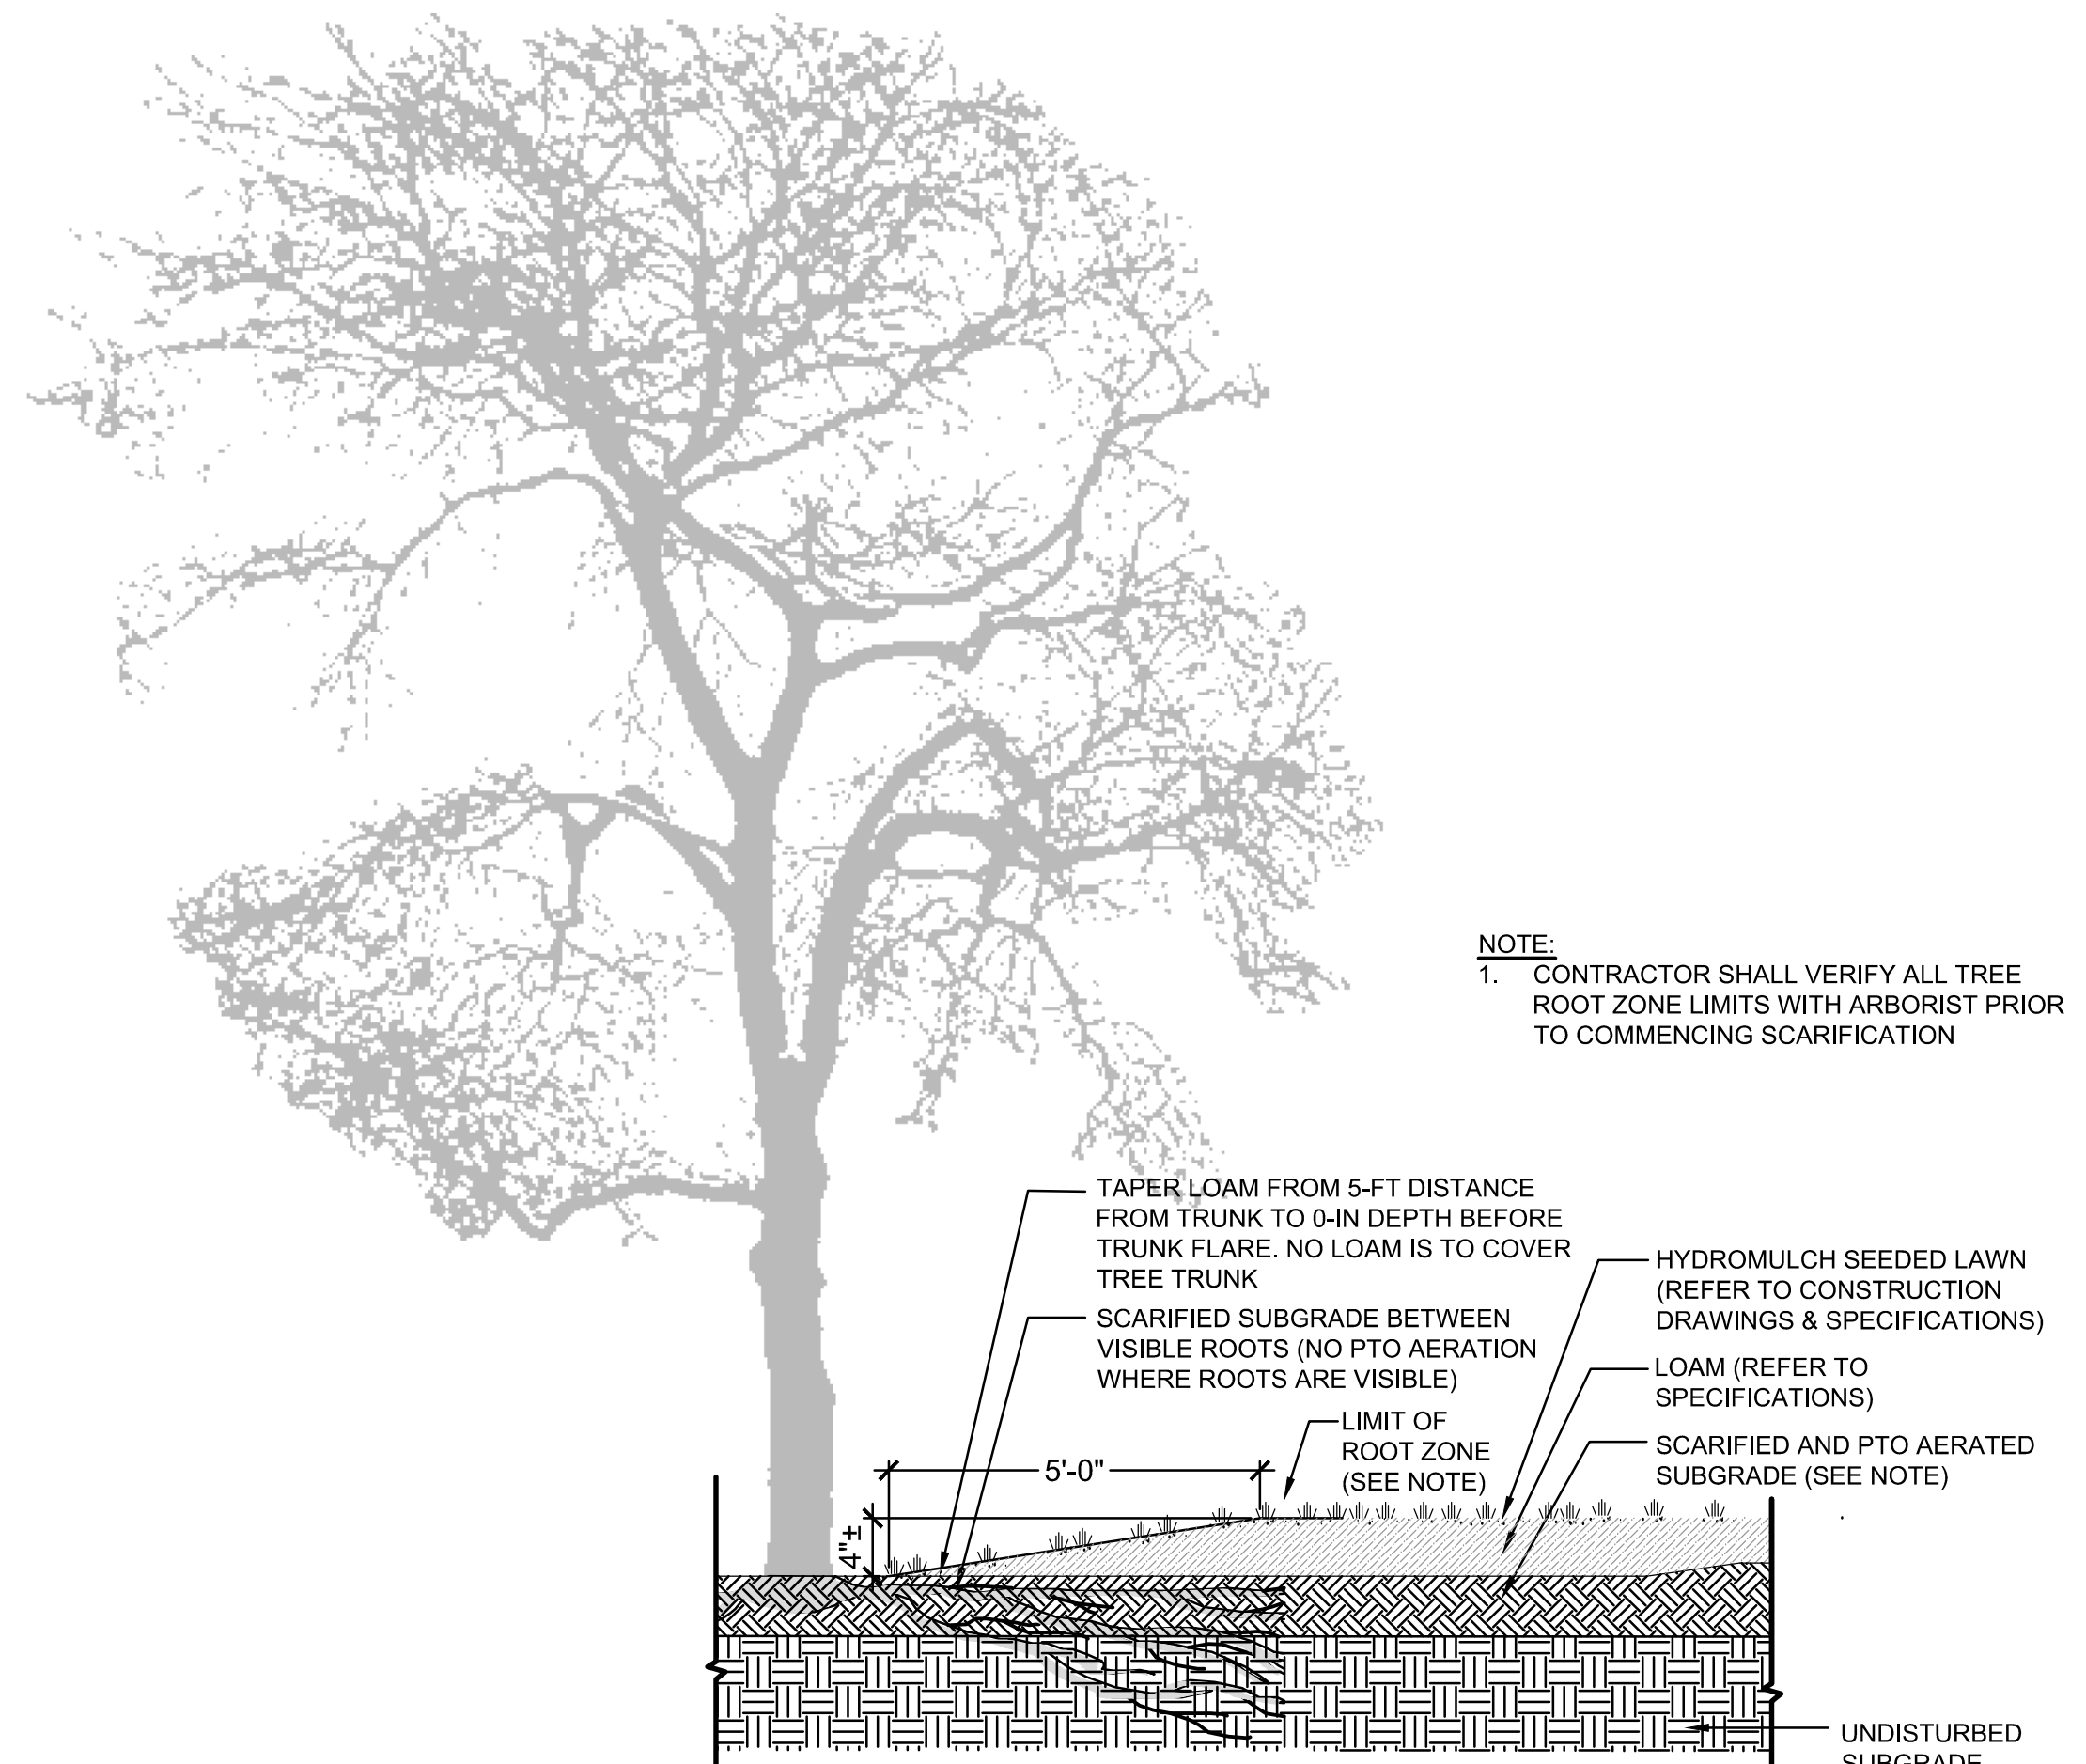 NOTE:
1. CONTRACTOR SHALL VERIFY ALL TREE
ROOT ZONE LIMITS WITH ARBORIST PRIOR
TO COMMENCING SCARIFICATION
TAPER LOAM FROM 5-FT DISTANCE
FROM TRUNK TO 0-IN DEPTH BEFORE
TRUNK FLARE. NO LOAM IS TO COVER
TREE TRUNK
SCARIFIED SUBGRADE BETWEEN
VISIBLE ROOTS (NO PTO AERATION
WHERE ROOTS ARE VISIBLE)
LIMIT OF
ROOT ZONE
(SEE NOTE)
HYDROMULCH SEEDED LAWN
(REFER TO CONSTRUCTION
DRAWINGS & SPECIFICATIONS)
LOAM (REFER TO
SPECIFICATIONS)
SCARIFIED AND PTO AERATED
SUBGRADE (SEE NOTE)
5'-0"
4"±
UNDISTURBED
SUBGRADE